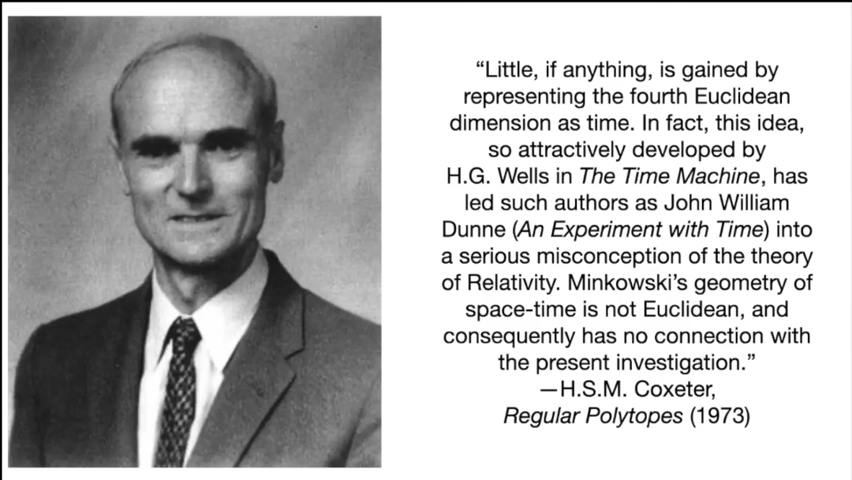 “Little, if anything, is gained by
representing the fourth Euclidean
dimension as time. In fact, this idea,
so attractively developed by
H.G. Wells in The Time Machine, has
led such authors as John William
Dunne (An Experiment with Time) into
a serious misconception of the theory
of Relativity. Minkowski’s geometry of
space-time is not Euclidean, and
consequently has no connection with
the present investigation.”
—H.S.M. Coxeter,
Regular Polytopes (1973)